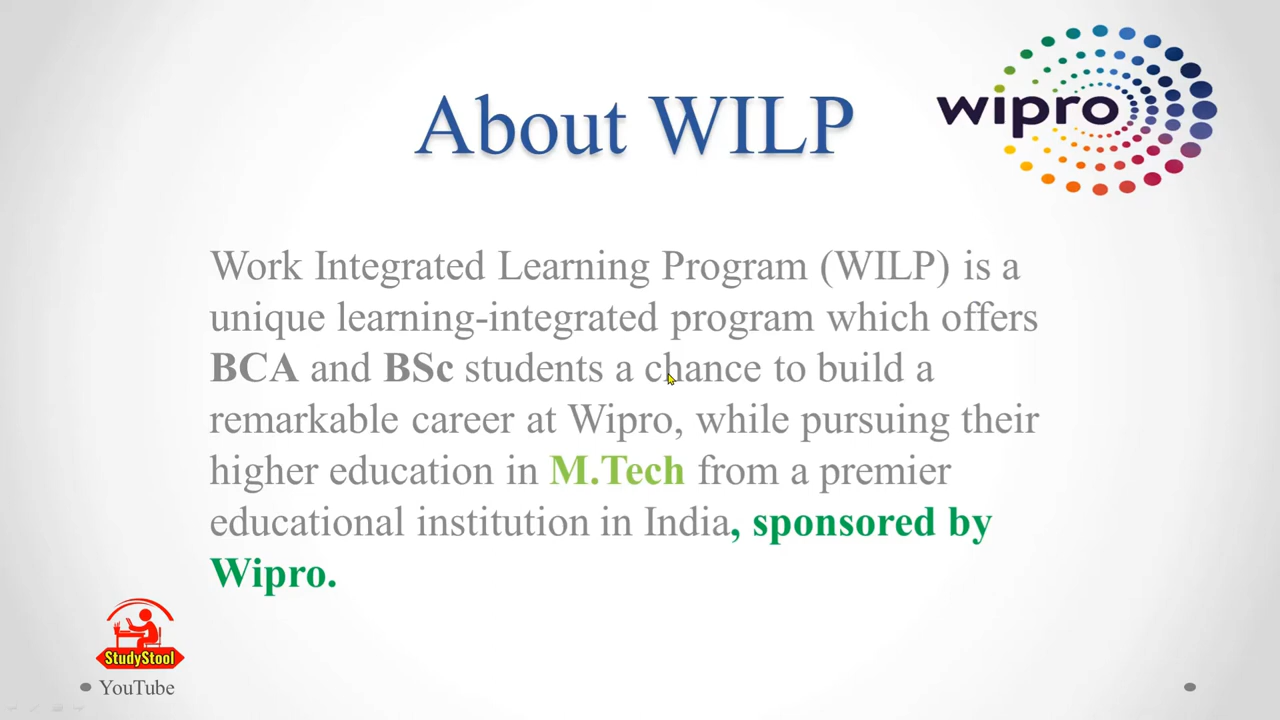 About WILP
wipro
Work Integrated Learning Program (WILP) is a
unique learning-integrated program which offers
BCA and BSc students a chance to build a
remarkable career at Wipro, while pursuing their
higher education in M.Tech from a premier
educational institution in India, sponsored by
Wipro.
StudyStool
YouTube